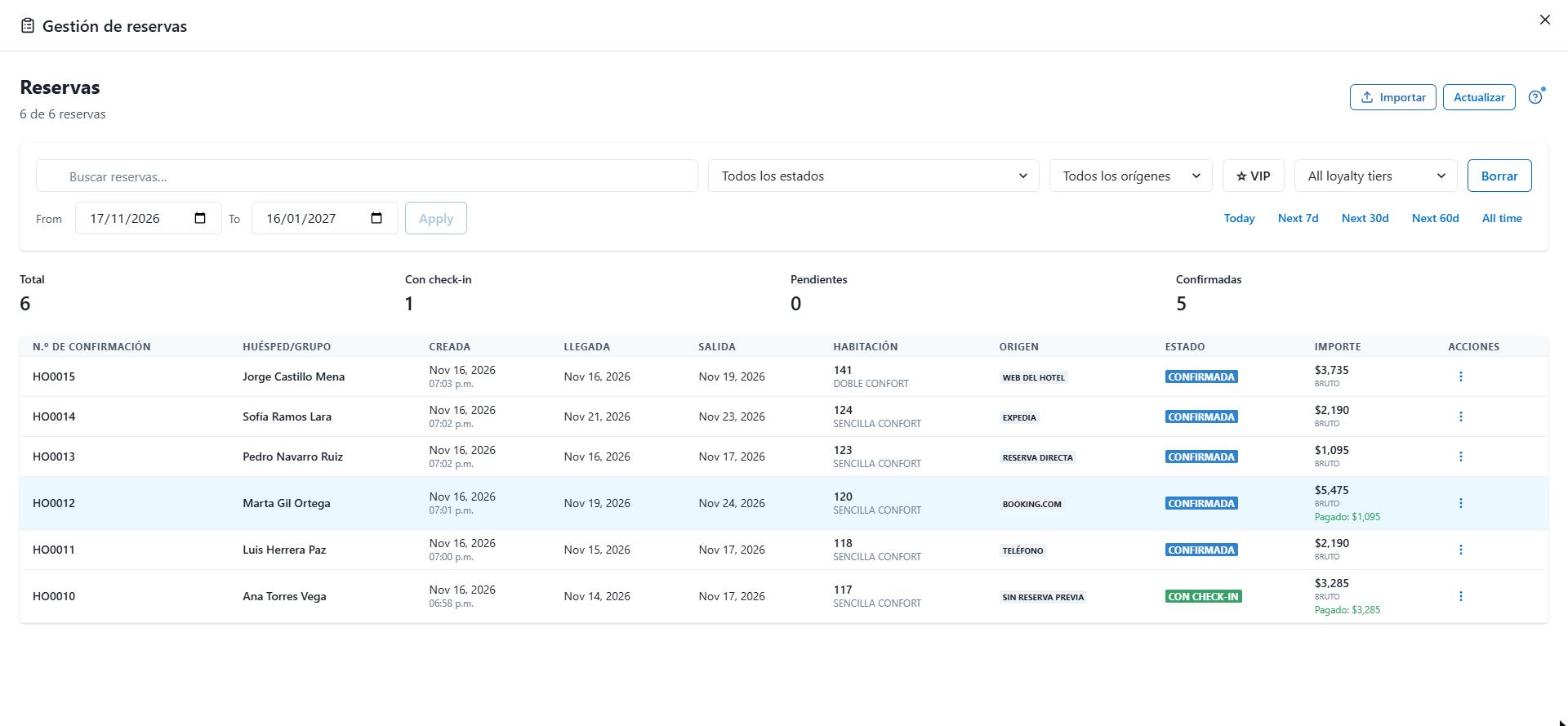 Gestión de reservas
Reservas
6 de 6 reservas
Importar
Actualizar
Buscar reservas...
Todos los estados
Todos los orígenes
VIP
All loyalty tiers
Borrar
From 17/11/2026 To 16/01/2027 Apply
Today Next 7d Next 30d Next 60d All time
Total Con check-in Pendientes Confirmadas
6 1 0 5
N.º DE CONFIRMACIÓN HUÉSPED/GRUPO CREADA LLEGADA SALIDA HABITACIÓN ORIGEN ESTADO IMPORTE ACCIONES
HO0015 Jorge Castillo Mena Nov 16, 2026 Nov 16, 2026 Nov 19, 2026 141 WEB DEL HOTEL CONFIRMADA $3,735
07:03 p.m. DOBLE CONFORT BRUTO
HO0014 Sofía Ramos Lara Nov 16, 2026 Nov 21, 2026 Nov 23, 2026 124 EXPEDIA CONFIRMADA $2,190
07:02 p.m. SENCILLA CONFORT BRUTO
HO0013 Pedro Navarro Ruiz Nov 16, 2026 Nov 16, 2026 Nov 17, 2026 123 RESERVA DIRECTA CONFIRMADA $1,095
07:02 p.m. SENCILLA CONFORT BRUTO
HO0012 Marta Gil Ortega Nov 16, 2026 Nov 19, 2026 Nov 24, 2026 120 BOOKING.COM CONFIRMADA $5,475
07:01 p.m. SENCILLA CONFORT BRUTO
Pagado: $1,095
HO0011 Luis Herrera Paz Nov 16, 2026 Nov 15, 2026 Nov 17, 2026 118 TELÉFONO CONFIRMADA $2,190
07:00 p.m. SENCILLA CONFORT BRUTO
HO0010 Ana Torres Vega Nov 16, 2026 Nov 14, 2026 Nov 17, 2026 117 SIN RESERVA PREVIA CON CHECK-IN $3,285
06:58 p.m. SENCILLA CONFORT BRUTO
Pagado: $3,285